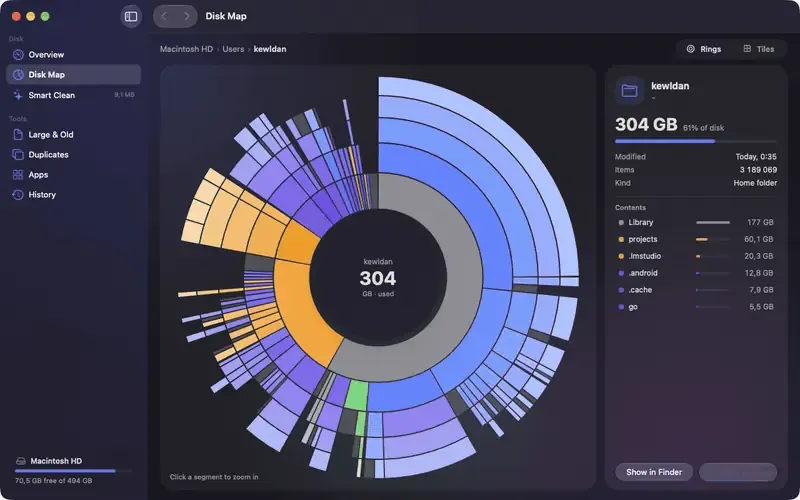 Disk Map
Disk
Overview
Disk Map
Smart Clean 9,1 MB
Tools
Large & Old
Duplicates
Apps
History
Macintosh HD
70,5 GB free of 494 GB
Macintosh HD › Users › kewldan
Rings
Tiles
kewldan
304
GB · used
Click a segment to zoom in
kewldan
~
304 GB 61% of disk
Modified Today, 0:35
Items 3 189 069
Kind Home folder
Contents
Library 177 GB
projects 60,1 GB
.lmstudio 20,3 GB
.android 12,8 GB
.cache 7,9 GB
go 5,5 GB
Show in Finder